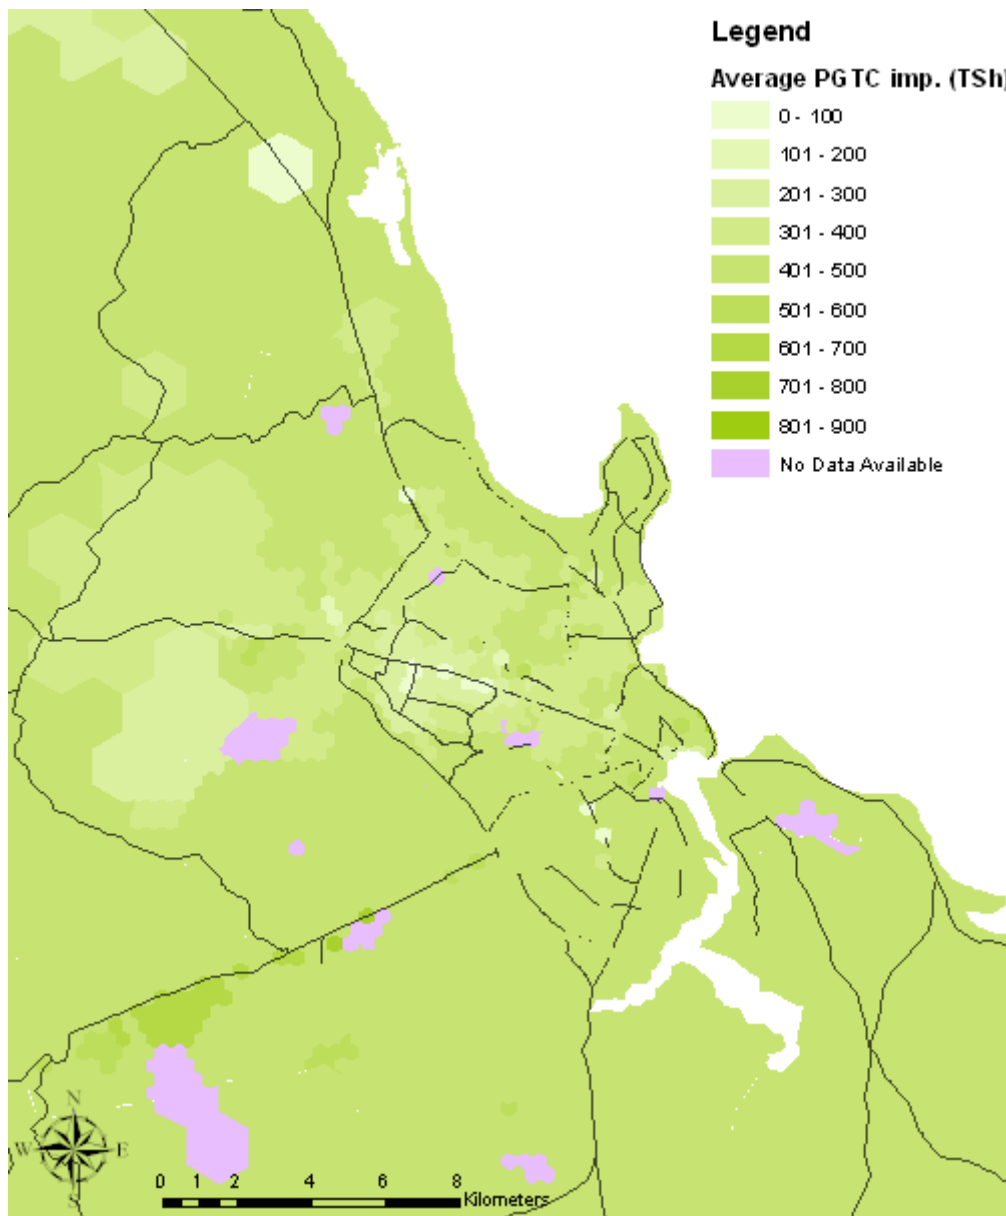 Legend
Average PGTC imp. (TSh)
0 - 100
101 - 200
201 - 300
301 - 400
401 - 500
501 - 600
601 - 700
701 - 800
801 - 900
No Data Available
N
W E
S
0 1 2 4 6 8
Kilometers